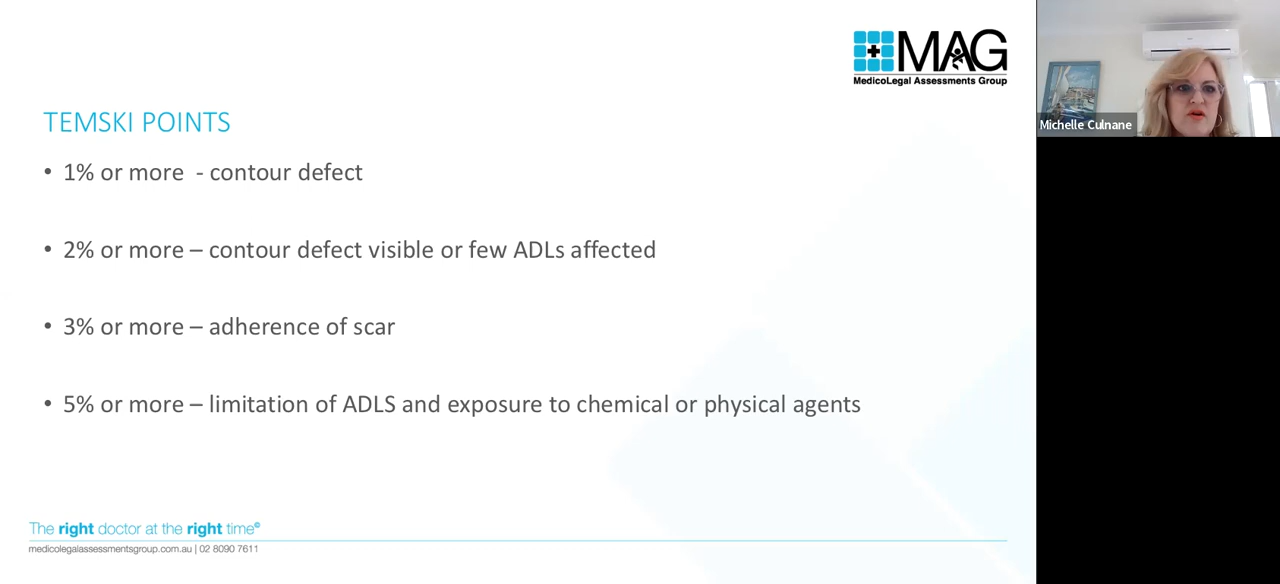 MAG
MedicoLegal Assessments Group
TEMSKI POINTS
• 1% or more - contour defect
• 2% or more – contour defect visible or few ADLs affected
• 3% or more – adherence of scar
• 5% or more – limitation of ADLS and exposure to chemical or physical agents
The right doctor at the right time©
medicolegalassessmentsgroup.com.au | 02 8090 7611
Michelle Culnane